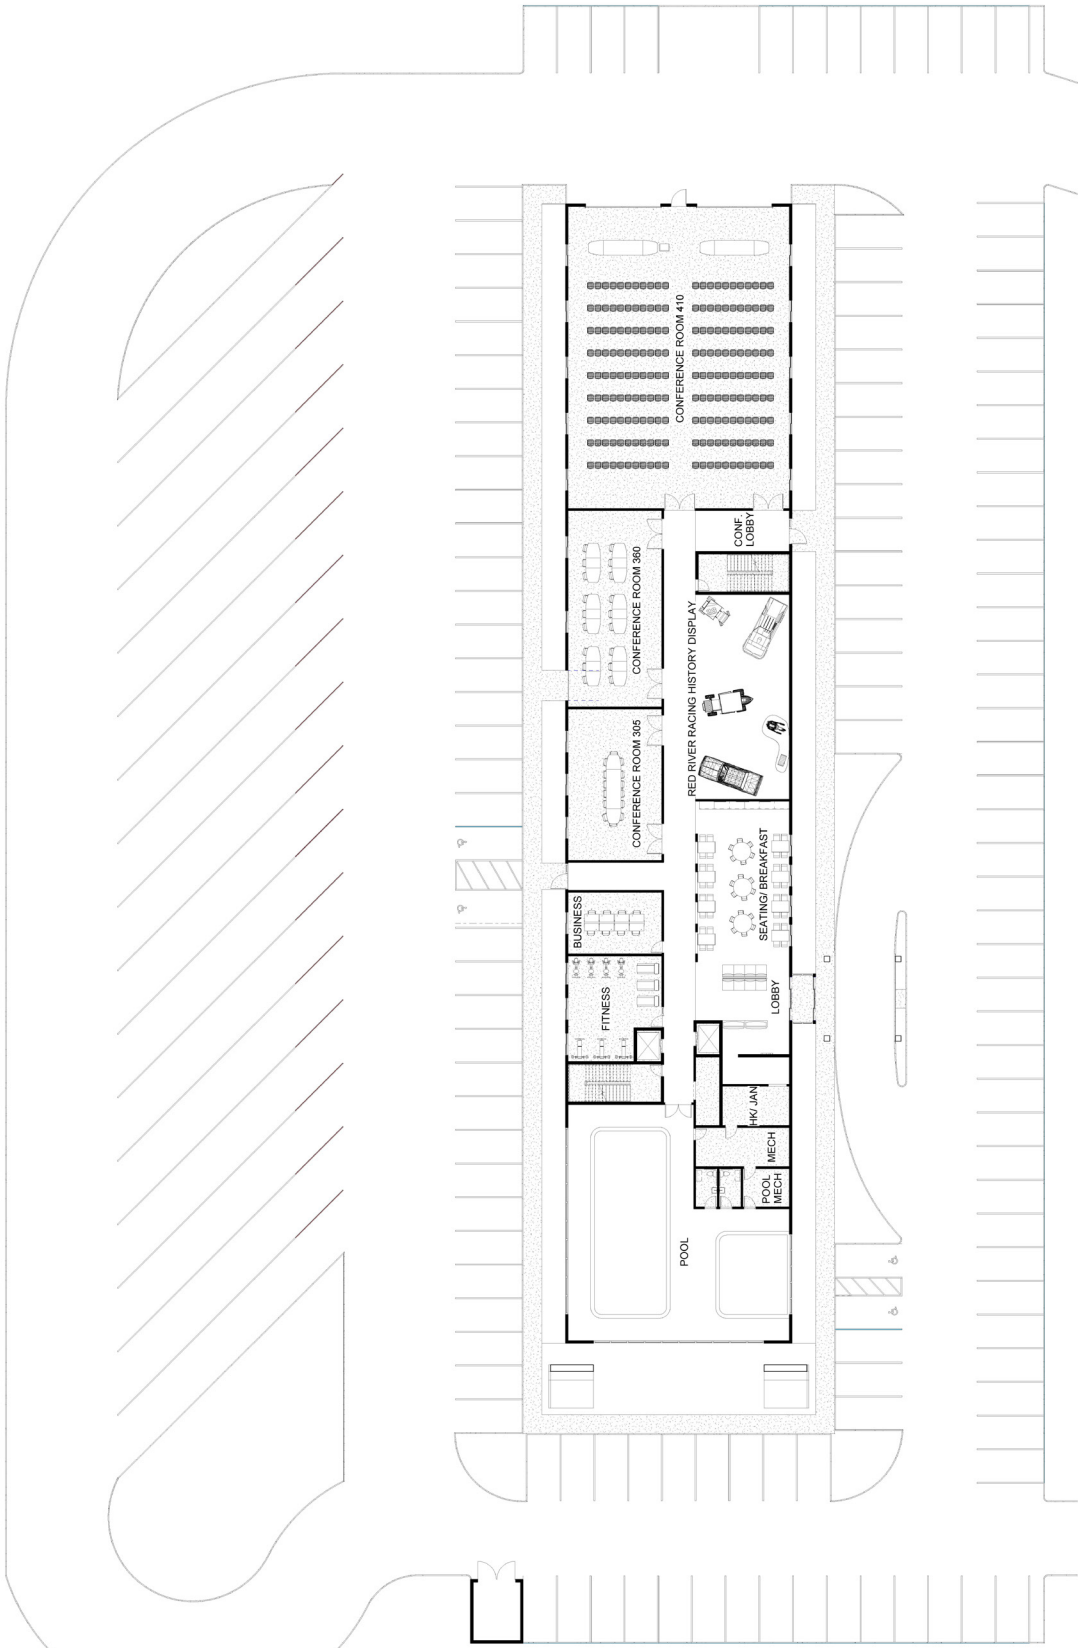 CONFERENCE ROOM 410
CONF.
LOBBY
CONFERENCE ROOM 360
RED RIVER RACING HISTORY DISPLAY
CONFERENCE ROOM 305
SEATING/ BREAKFAST
BUSINESS
FITNESS
LOBBY
HK/ JAN
MECH
POOL
MECH
POOL